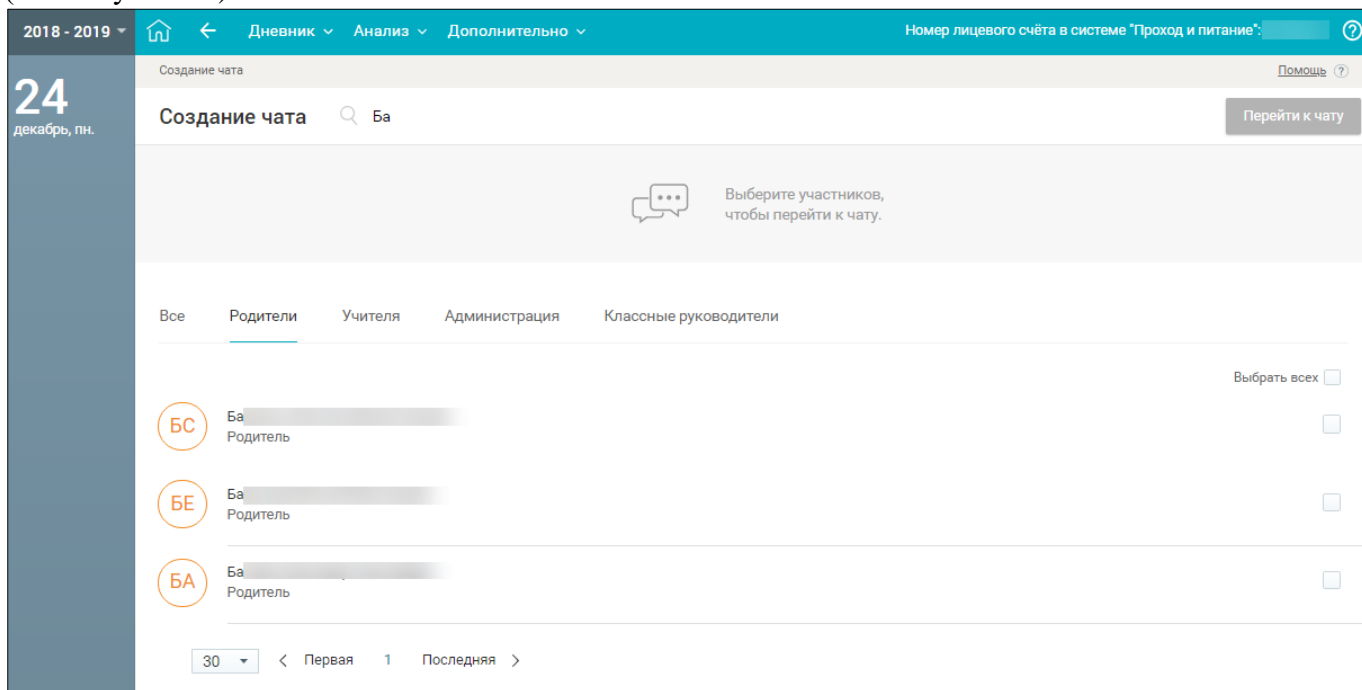 2018 - 2019 Дневник Анализ Дополнительно Номер лицевого счёта в системе "Проход и питание":
24
декабрь, пн.
Создание чата Помощь
Создание чата Ба Перейти к чату
Выберите участников,
чтобы перейти к чату.
Все Родители Учителя Администрация Классные руководители
Выбрать всех
БС Ба
Родитель
БЕ Ба
Родитель
БА Ба
Родитель
30 Первая 1 Последняя